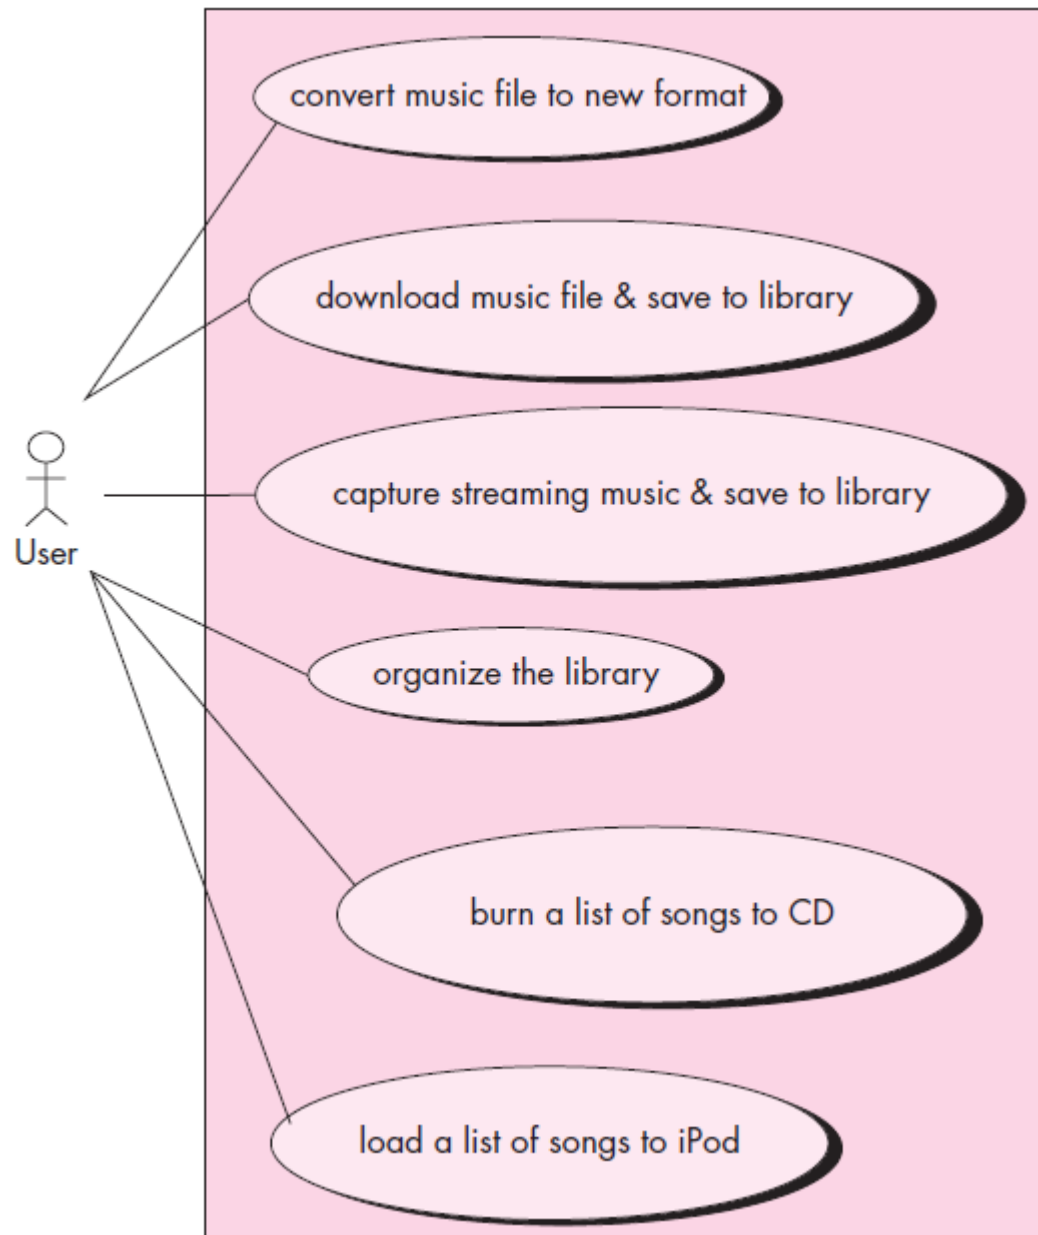 convert music file to new format
download music file & save to library
capture streaming music & save to library
User
organize the library
burn a list of songs to CD
load a list of songs to iPod